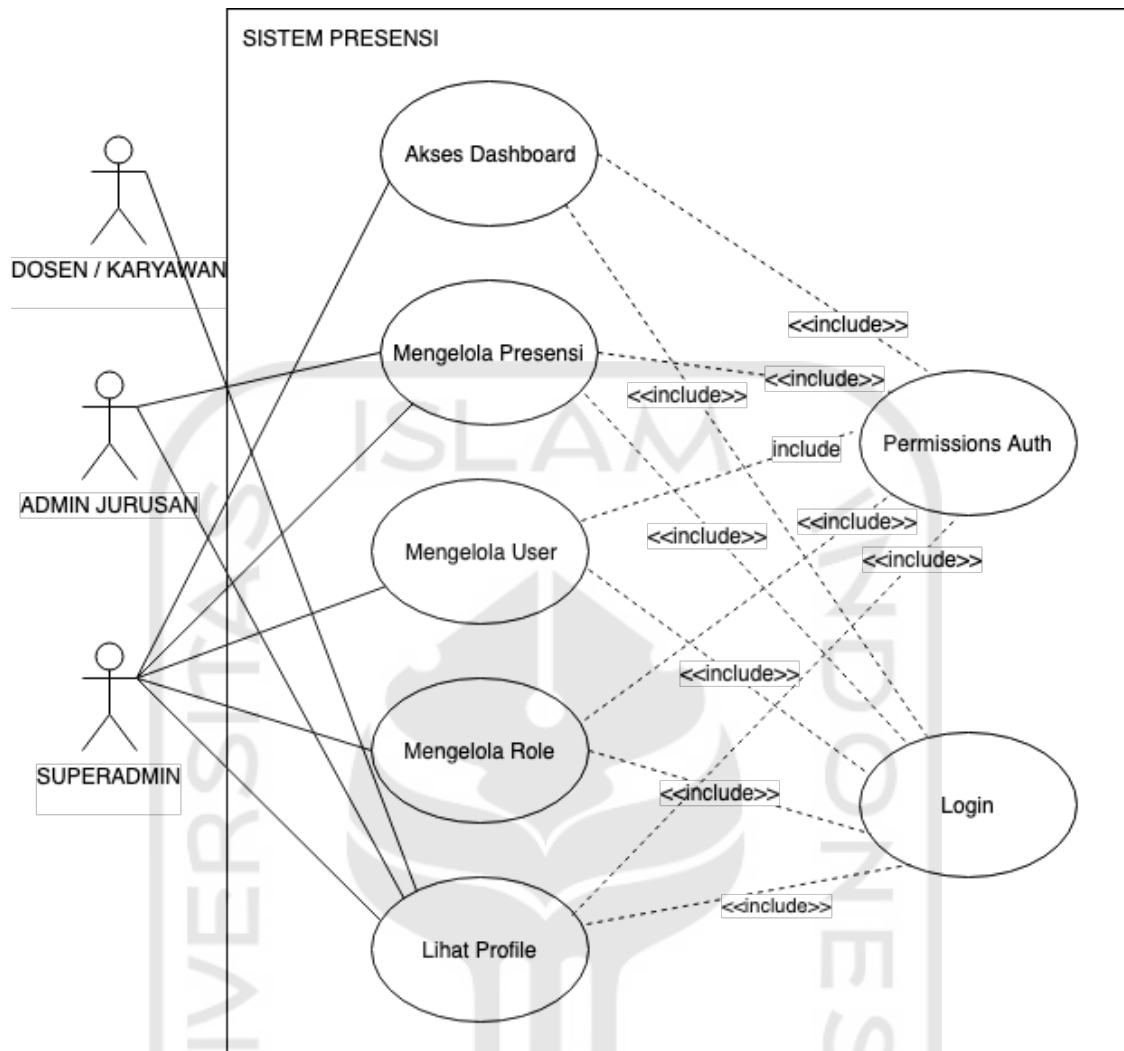 SISTEM PRESENSI
Akses Dashboard
DOSEN / KARYAWAN
<<include>>
Mengelola Presensi
<<include>>
<<include>>
ADMIN JURUSAN
Permissions Auth
include
<<include>>
<<include>>
Mengelola User
<<include>>
SUPERADMIN
<<include>>
Mengelola Role
<<include>>
Login
<<include>>
Lihat Profile
ISLAM